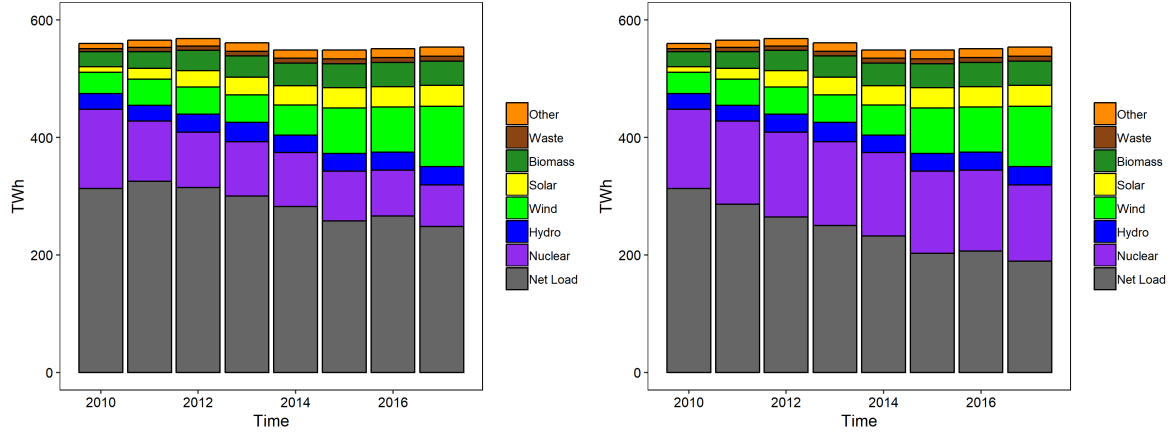 600
400
200
0
TWh
2010
2012
2014
2016
Time
Other
Waste
Biomass
Solar
Wind
Hydro
Nuclear
Net Load
600
400
200
0
TWh
2010
2012
2014
2016
Time
Other
Waste
Biomass
Solar
Wind
Hydro
Nuclear
Net Load